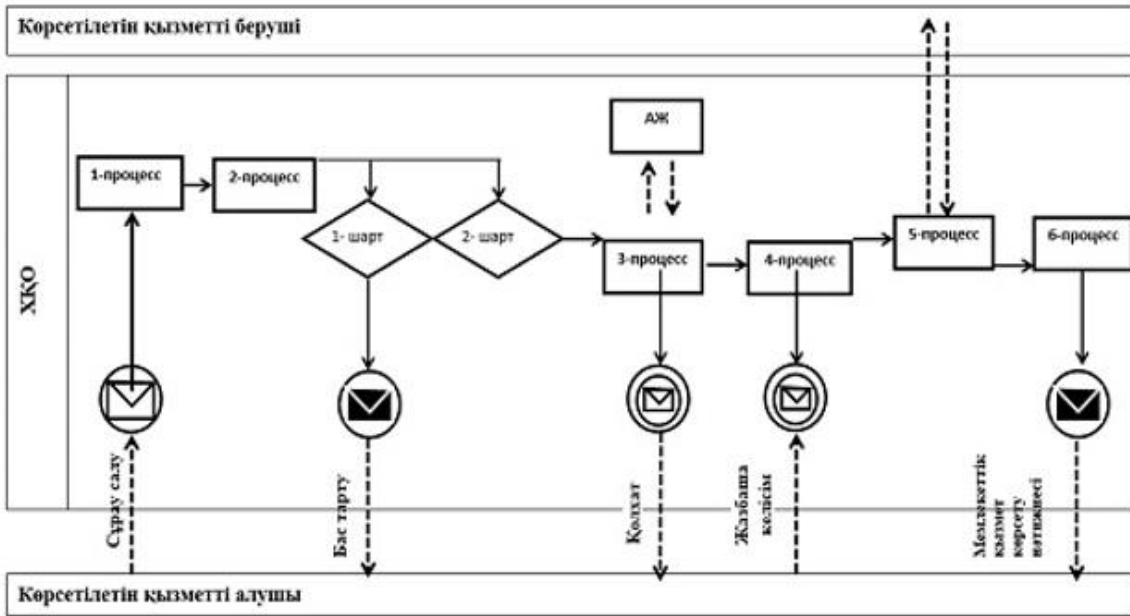 Көрсетілетін қызметті беруші
ХҚО
АЖ
1-процесс
2-процесс
1- шарт
2- шарт
3-процесс
4-процесс
5-процесс
6-процесс
Сұрау салу
Бас тарту
Қолхат
Жазбаша
келісім
Мемлекеттік
қызмет
көрсету
нәтижесі
Көрсетілетін қызметті алушы